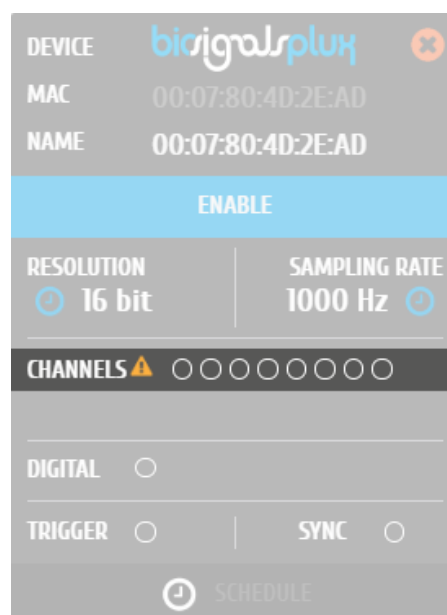 DEVICE biosignalsplux
MAC 00:07:80:4D:2E:AD
NAME 00:07:80:4D:2E:AD
ENABLE
RESOLUTION SAMPLING RATE
16 bit 1000 Hz
CHANNELS
DIGITAL
TRIGGER SYNC
SCHEDULE